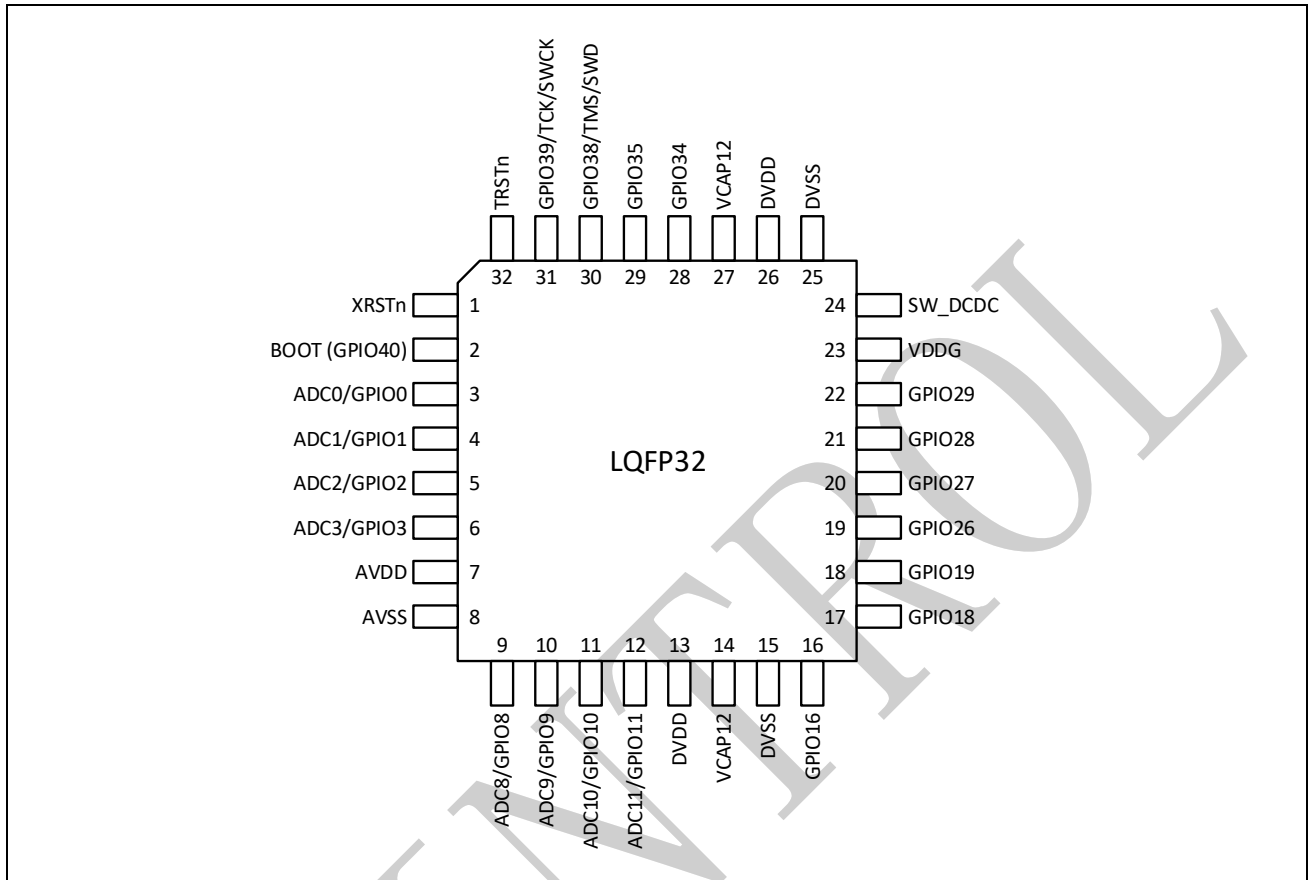 TRSTn
GPIO39/TCK/SWCK
GPIO38/TMS/SWD
GPIO35
GPIO34
VCAP12
DVDD
DVSS
32 31 30 29 28 27 26 25
XRSTn 1
BOOT (GPIO40) 2
ADC0/GPIO0 3
ADC1/GPIO1 4
ADC2/GPIO2 5
ADC3/GPIO3 6
AVDD 7
AVSS 8
LQFP32
24 SW_DCDC
23 VDDG
22 GPIO29
21 GPIO28
20 GPIO27
19 GPIO26
18 GPIO19
17 GPIO18
9 10 11 12 13 14 15 16
ADC8/GPIO8
ADC9/GPIO9
ADC10/GPIO10
ADC11/GPIO11
DVDD
VCAP12
DVSS
GPIO16
NTROL